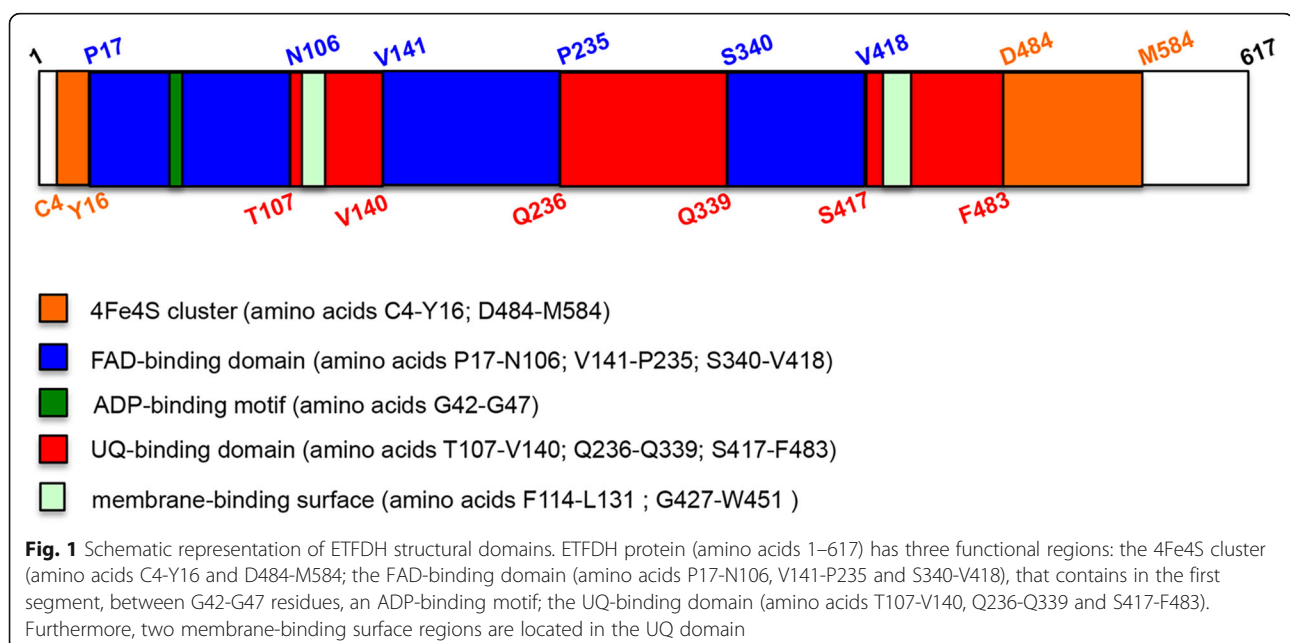 1 P17 N106 V141 P235 S340 V418 D484 M584 617
C4 Y16 T107 V140 Q236 Q339 S417 F483
4Fe4S cluster (amino acids C4-Y16; D484-M584)
FAD-binding domain (amino acids P17-N106; V141-P235; S340-V418)
ADP-binding motif (amino acids G42-G47)
UQ-binding domain (amino acids T107-V140; Q236-Q339; S417-F483)
membrane-binding surface (amino acids F114-L131 ; G427-W451 )
Fig. 1 Schematic representation of ETFDH structural domains. ETFDH protein (amino acids 1–617) has three functional regions: the 4Fe4S cluster
(amino acids C4-Y16 and D484-M584; the FAD-binding domain (amino acids P17-N106, V141-P235 and S340-V418), that contains in the first
segment, between G42-G47 residues, an ADP-binding motif; the UQ-binding domain (amino acids T107-V140, Q236-Q339 and S417-F483).
Furthermore, two membrane-binding surface regions are located in the UQ domain